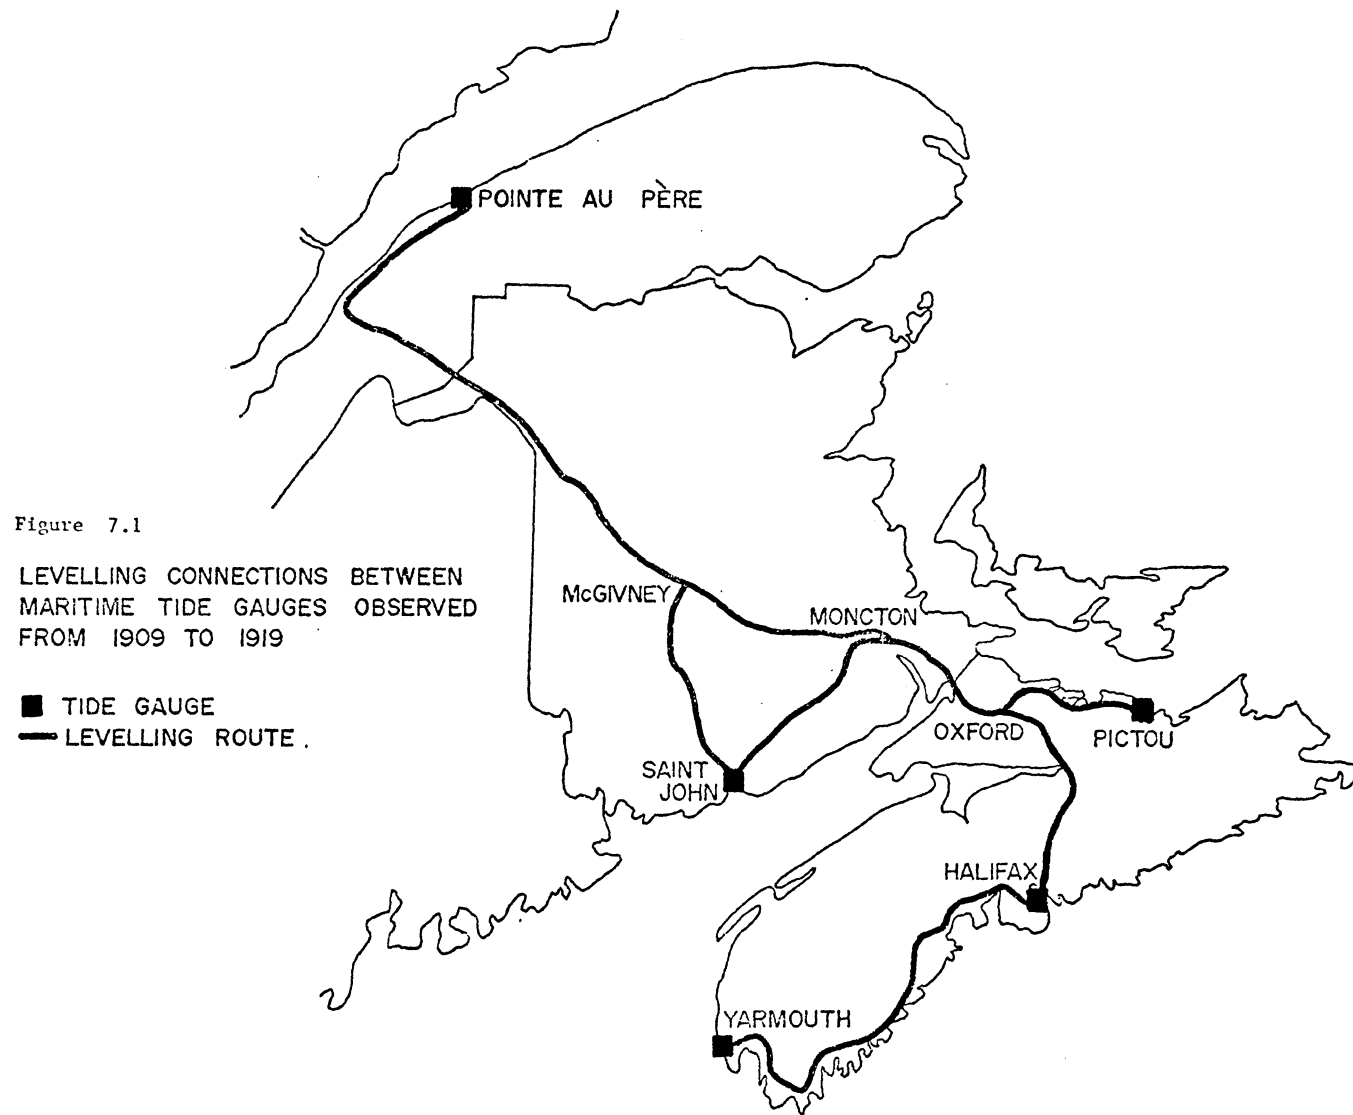 POINTE AU PÈRE
Figure 7.1
LEVELLING CONNECTIONS BETWEEN
MARITIME TIDE GAUGES OBSERVED
FROM 1909 TO 1919
TIDE GAUGE
LEVELLING ROUTE.
McGIVNEY
MONCTON
OXFORD
PICTOU
SAINT
JOHN
HALIFAX
YARMOUTH